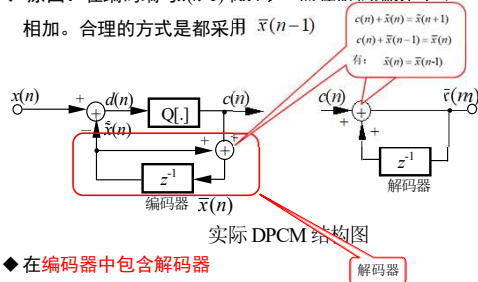 相加。合理的方式是都采用 x̄(n−1)
c(n)+x̃(n)=x̃(n+1)
c(n)+x̄(n−1)=x̄(n)
有: x̃(n)=x̄(n-1)
x(n) + d(n) Q[.] c(n) c(n) + x̄(m)
− x̃(n) + + + +
z⁻¹ z⁻¹
编码器 x̄(n) 解码器
实际 DPCM 结构图
◆ 在编码器中包含解码器
解码器